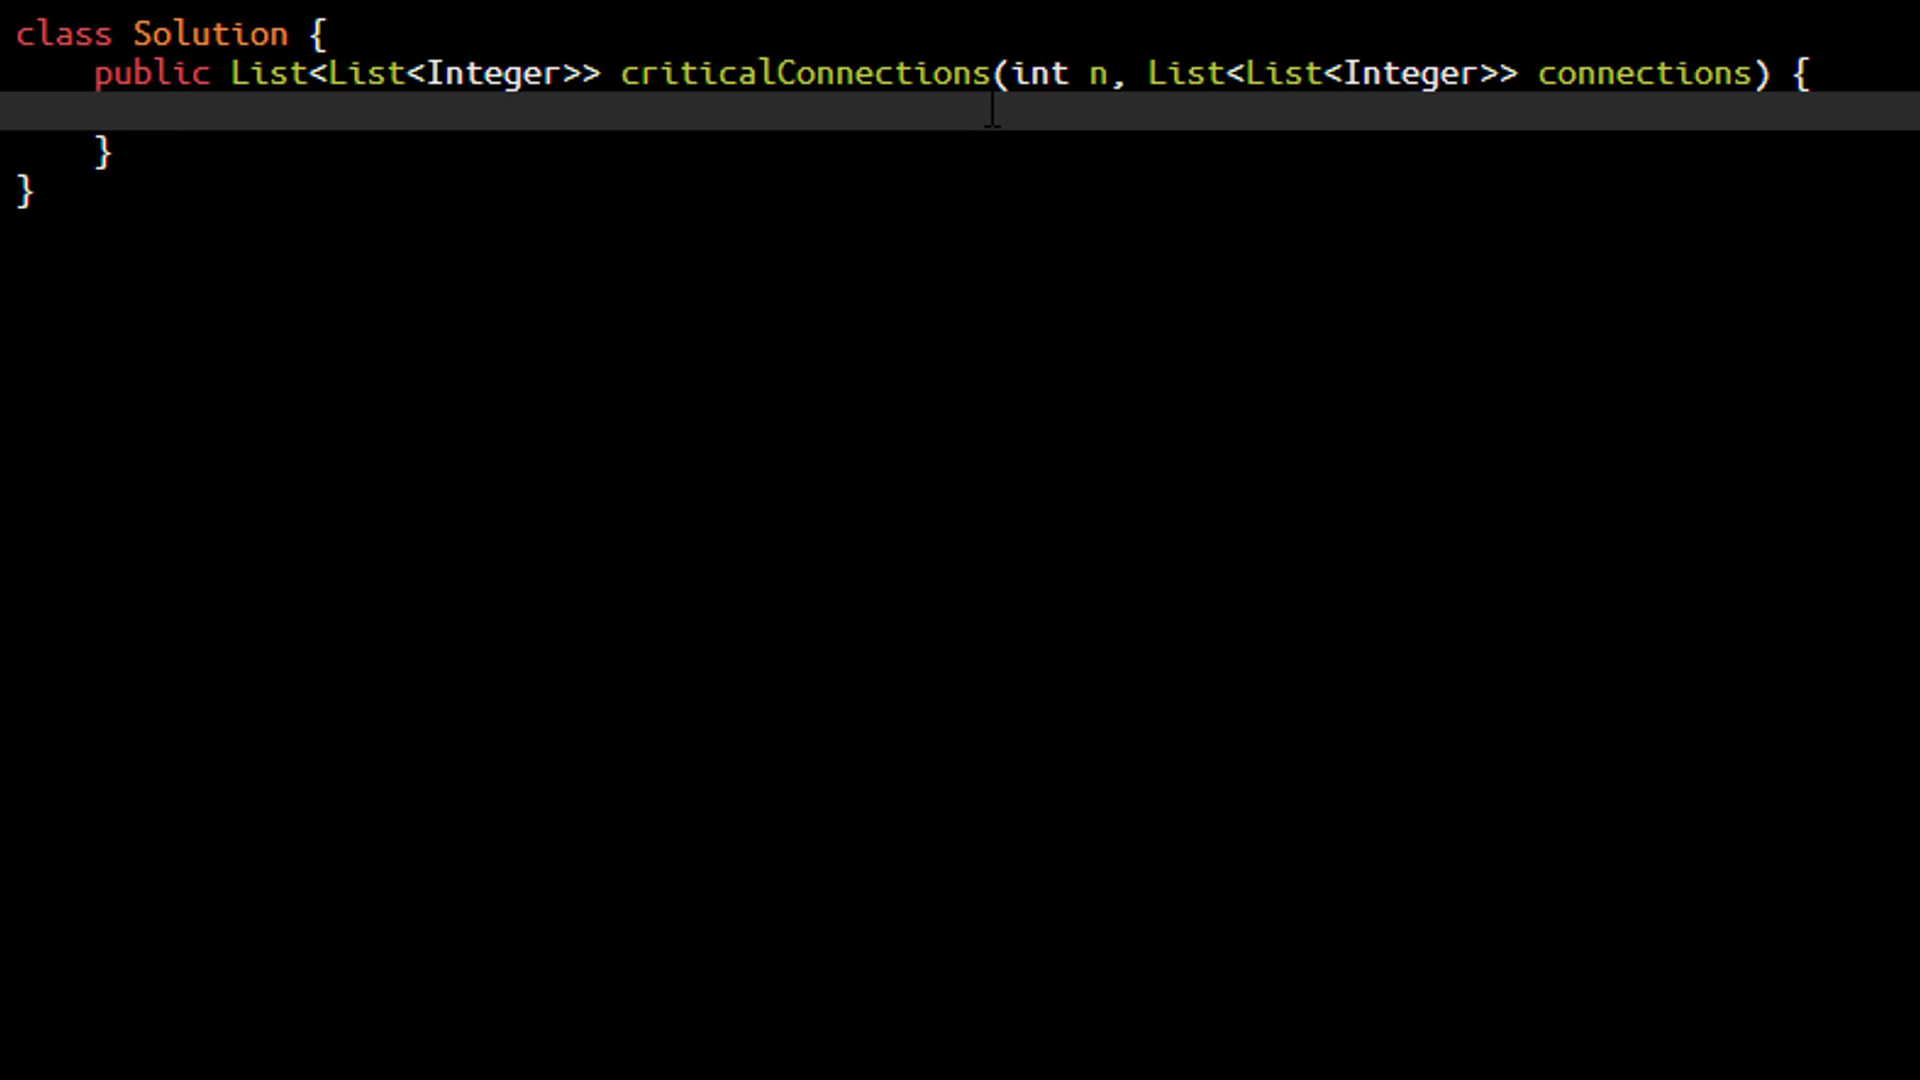 class Solution {
    public List<List<Integer>> criticalConnections(int n, List<List<Integer>> connections) {
    }
}